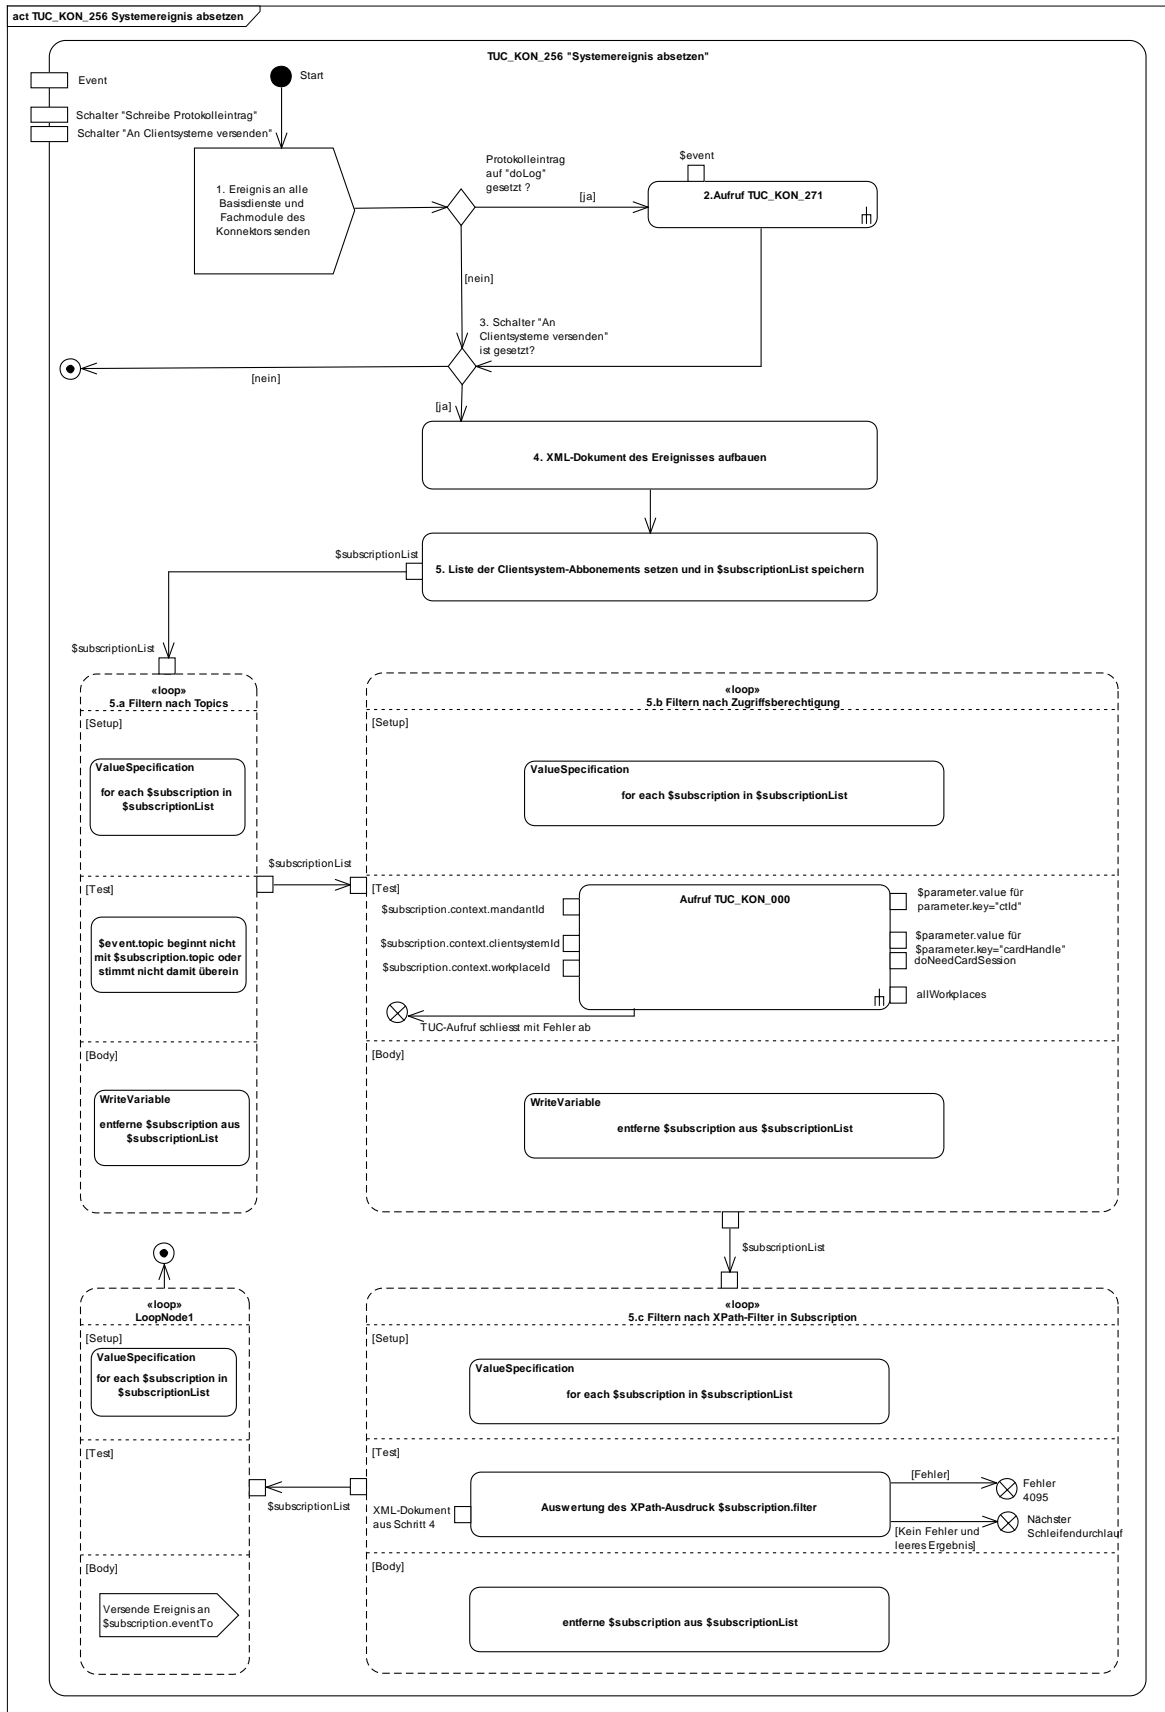 act TUC_KON_256 Systemereignis absetzen
TUC_KON_256 "Systemereignis absetzen"
Event
Start
Schalter "Schreibe Protokolleintrag"
Schalter "An Clientsysteme versenden"
1. Ereignis an alle
Basisdienste und
Fachmodule des
Konnektors senden
Protokolleintrag
auf "doLog"
gesetzt ?
[ja]
$event
2.Aufruf TUC_KON_271
[nein]
3. Schalter "An
Clientsysteme versenden"
ist gesetzt?
[nein]
[ja]
4. XML-Dokument des Ereignisses aufbauen
$subscriptionList
5. Liste der Clientsystem-Abbonements setzen und in $subscriptionList speichern
$subscriptionList
«loop»
5.a Filtern nach Topics
[Setup]
ValueSpecification
for each $subscription in
$subscriptionList
[Test]
$event.topic beginnt nicht
mit $subscription.topic oder
stimmt nicht damit überein
[Body]
WriteVariable
entferne $subscription aus
$subscriptionList
$subscriptionList
«loop»
5.b Filtern nach Zugriffsberechtigung
[Setup]
ValueSpecification
for each $subscription in $subscriptionList
[Test]
$subscription.context.mandantId
$subscription.context.clientsystemId
$subscription.context.workplaceId
Aufruf TUC_KON_000
$parameter.value für
parameter.key="ctId"
$parameter.value für
$parameter.key="cardHandle"
doNeedCardSession
allWorkplaces
TUC-Aufruf schliesst mit Fehler ab
[Body]
WriteVariable
entferne $subscription aus $subscriptionList
$subscriptionList
«loop»
5.c Filtern nach XPath-Filter in Subscription
[Setup]
ValueSpecification
for each $subscription in $subscriptionList
[Test]
XML-Dokument
aus Schritt 4
Auswertung des XPath-Ausdruck $subscription.filter
[Fehler]
Fehler
4095
[Kein Fehler und
leeres Ergebnis]
Nächster
Schleifendurchlauf
[Body]
entferne $subscription aus $subscriptionList
$subscriptionList
«loop»
LoopNode1
[Setup]
ValueSpecification
for each $subscription in
$subscriptionList
[Test]
[Body]
Versende Ereignis an
$subscription.eventTo